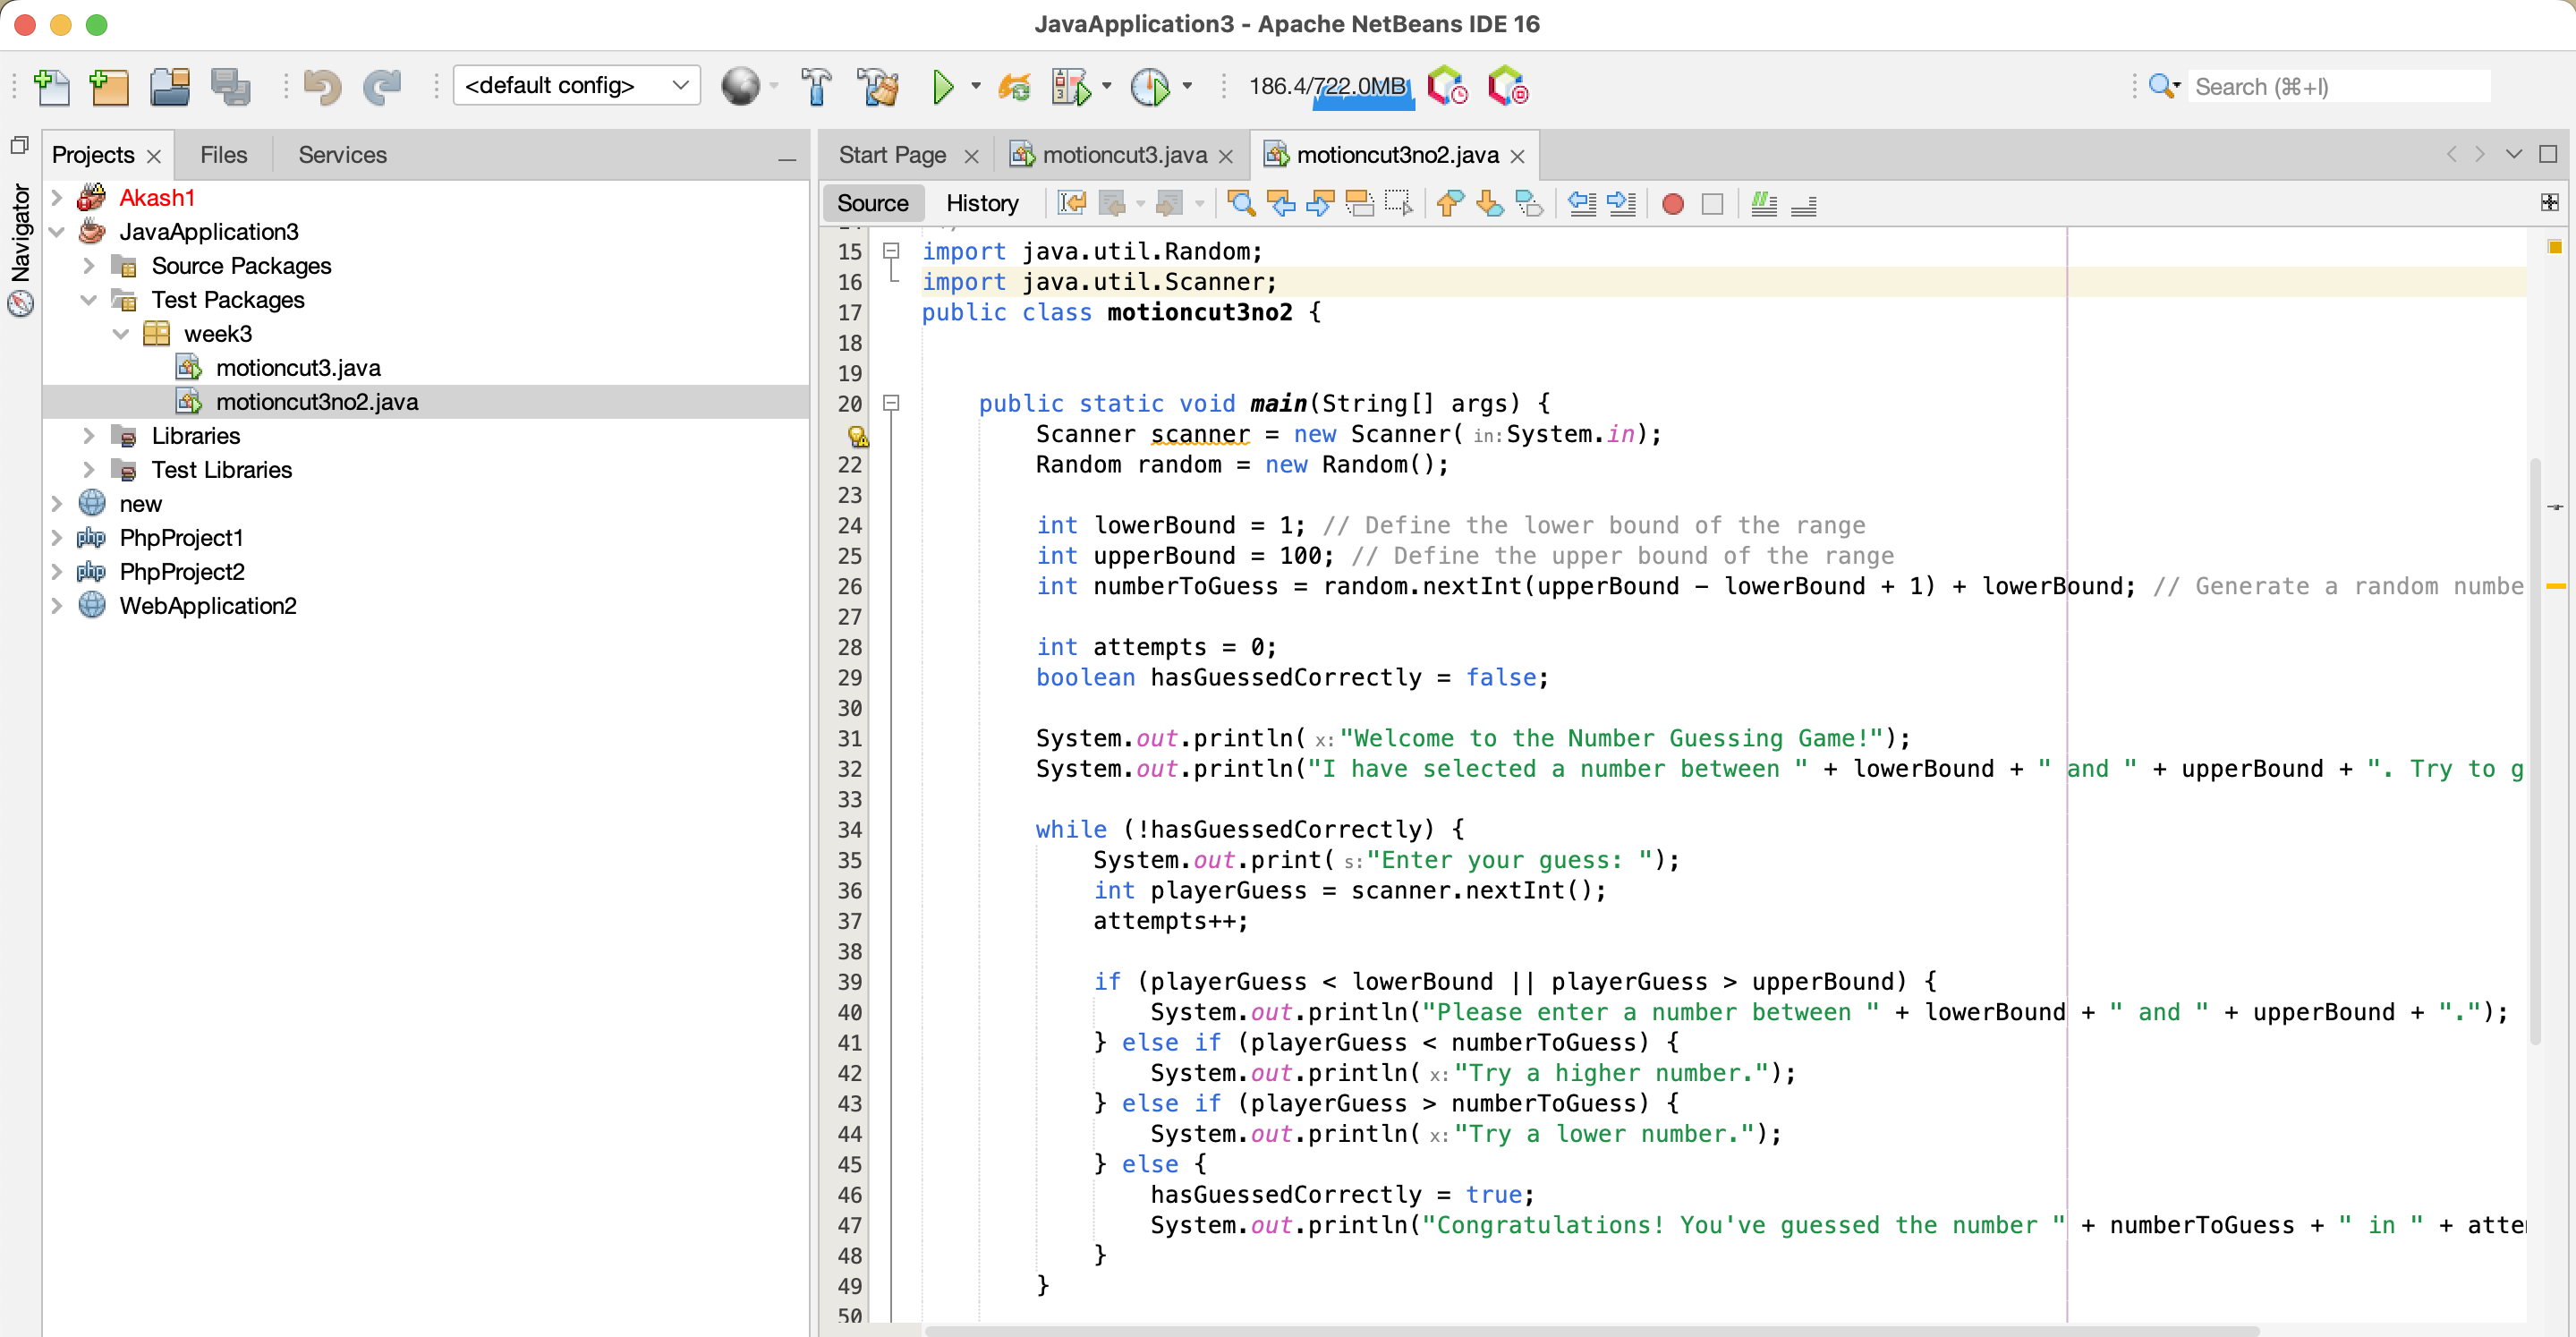 JavaApplication3 - Apache NetBeans IDE 16
<default config>
186.4/722.0MB
Search (⌘+I)
Navigator
Projects
Files
Services
Akash1
JavaApplication3
Source Packages
Test Packages
week3
motioncut3.java
motioncut3no2.java
Libraries
Test Libraries
new
php PhpProject1
php PhpProject2
WebApplication2
Start Page
motioncut3.java
motioncut3no2.java
Source
History
15 import java.util.Random;
16 import java.util.Scanner;
17 public class motioncut3no2 {
18
19
20 public static void main(String[] args) {
Scanner scanner = new Scanner( in:System.in);
22 Random random = new Random();
23
24 int lowerBound = 1; // Define the lower bound of the range
25 int upperBound = 100; // Define the upper bound of the range
26 int numberToGuess = random.nextInt(upperBound - lowerBound + 1) + lowerBound; // Generate a random numbe
27
28 int attempts = 0;
29 boolean hasGuessedCorrectly = false;
30
31 System.out.println( x:"Welcome to the Number Guessing Game!");
32 System.out.println("I have selected a number between " + lowerBound + " and " + upperBound + ". Try to g
33
34 while (!hasGuessedCorrectly) {
35 System.out.print( s:"Enter your guess: ");
36 int playerGuess = scanner.nextInt();
37 attempts++;
38
39 if (playerGuess < lowerBound || playerGuess > upperBound) {
40 System.out.println("Please enter a number between " + lowerBound + " and " + upperBound + ".");
41 } else if (playerGuess < numberToGuess) {
42 System.out.println( x:"Try a higher number.");
43 } else if (playerGuess > numberToGuess) {
44 System.out.println( x:"Try a lower number.");
45 } else {
46 hasGuessedCorrectly = true;
47 System.out.println("Congratulations! You've guessed the number " + numberToGuess + " in " + atte
48 }
49 }
50